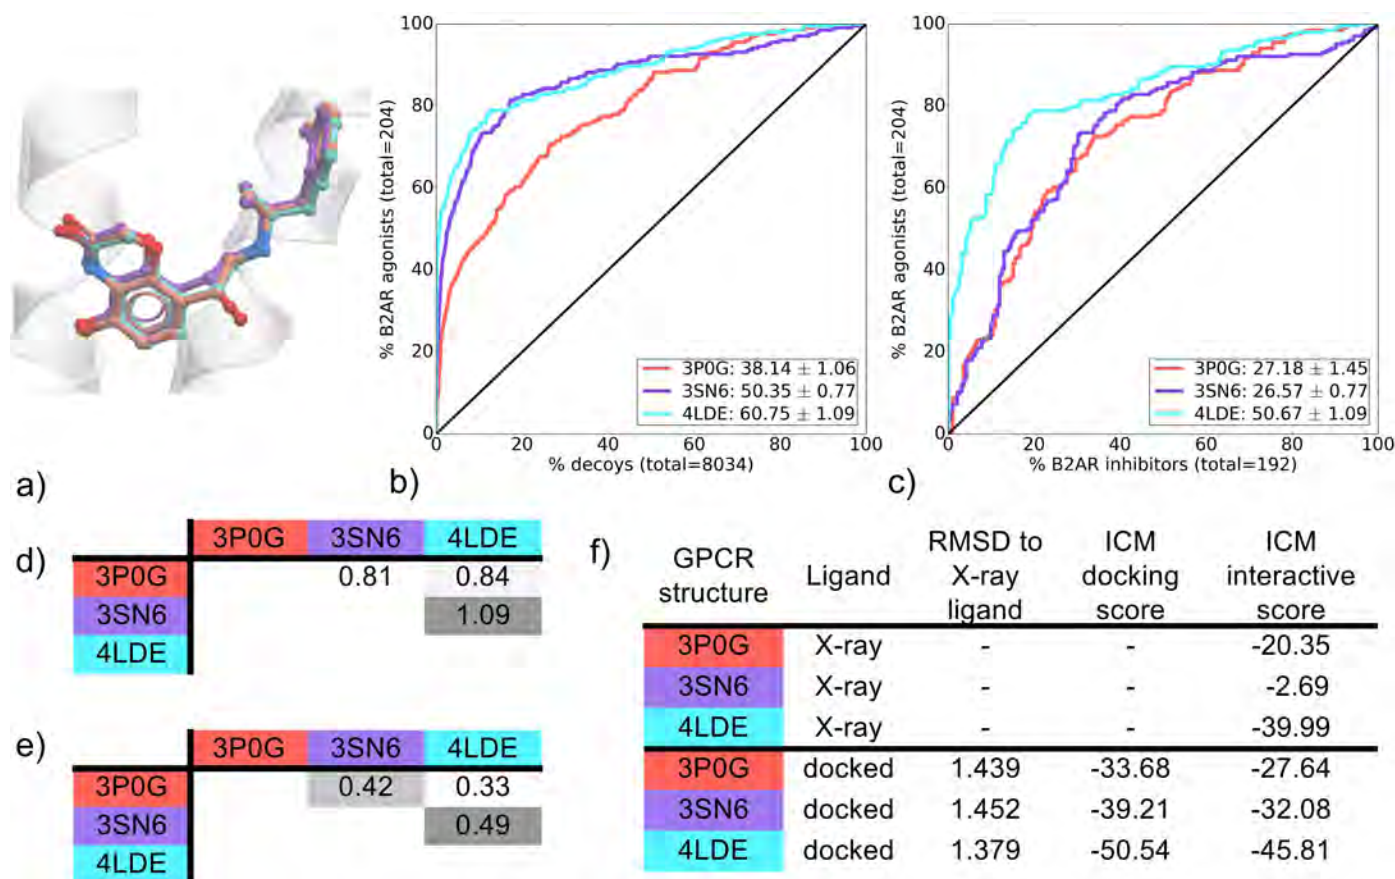 100
80
60
40
20
0
% B2AR agonists (total=204)
20 40 60 80 100
% decoys (total=8034)
3P0G: 38.14 ± 1.06
3SN6: 50.35 ± 0.77
4LDE: 60.75 ± 1.09
100
80
60
40
20
0
% B2AR agonists (total=204)
20 40 60 80 100
% B2AR inhibitors (total=192)
3P0G: 27.18 ± 1.45
3SN6: 26.57 ± 0.77
4LDE: 50.67 ± 1.09
a) b) c)
d)
3P0G 3SN6 4LDE
3P0G 0.81 0.84
3SN6 1.09
4LDE
e)
3P0G 3SN6 4LDE
3P0G 0.42 0.33
3SN6 0.49
4LDE
f)
GPCR structure Ligand RMSD to X-ray ligand ICM docking score ICM interactive score
3P0G X-ray - - -20.35
3SN6 X-ray - - -2.69
4LDE X-ray - - -39.99
3P0G docked 1.439 -33.68 -27.64
3SN6 docked 1.452 -39.21 -32.08
4LDE docked 1.379 -50.54 -45.81